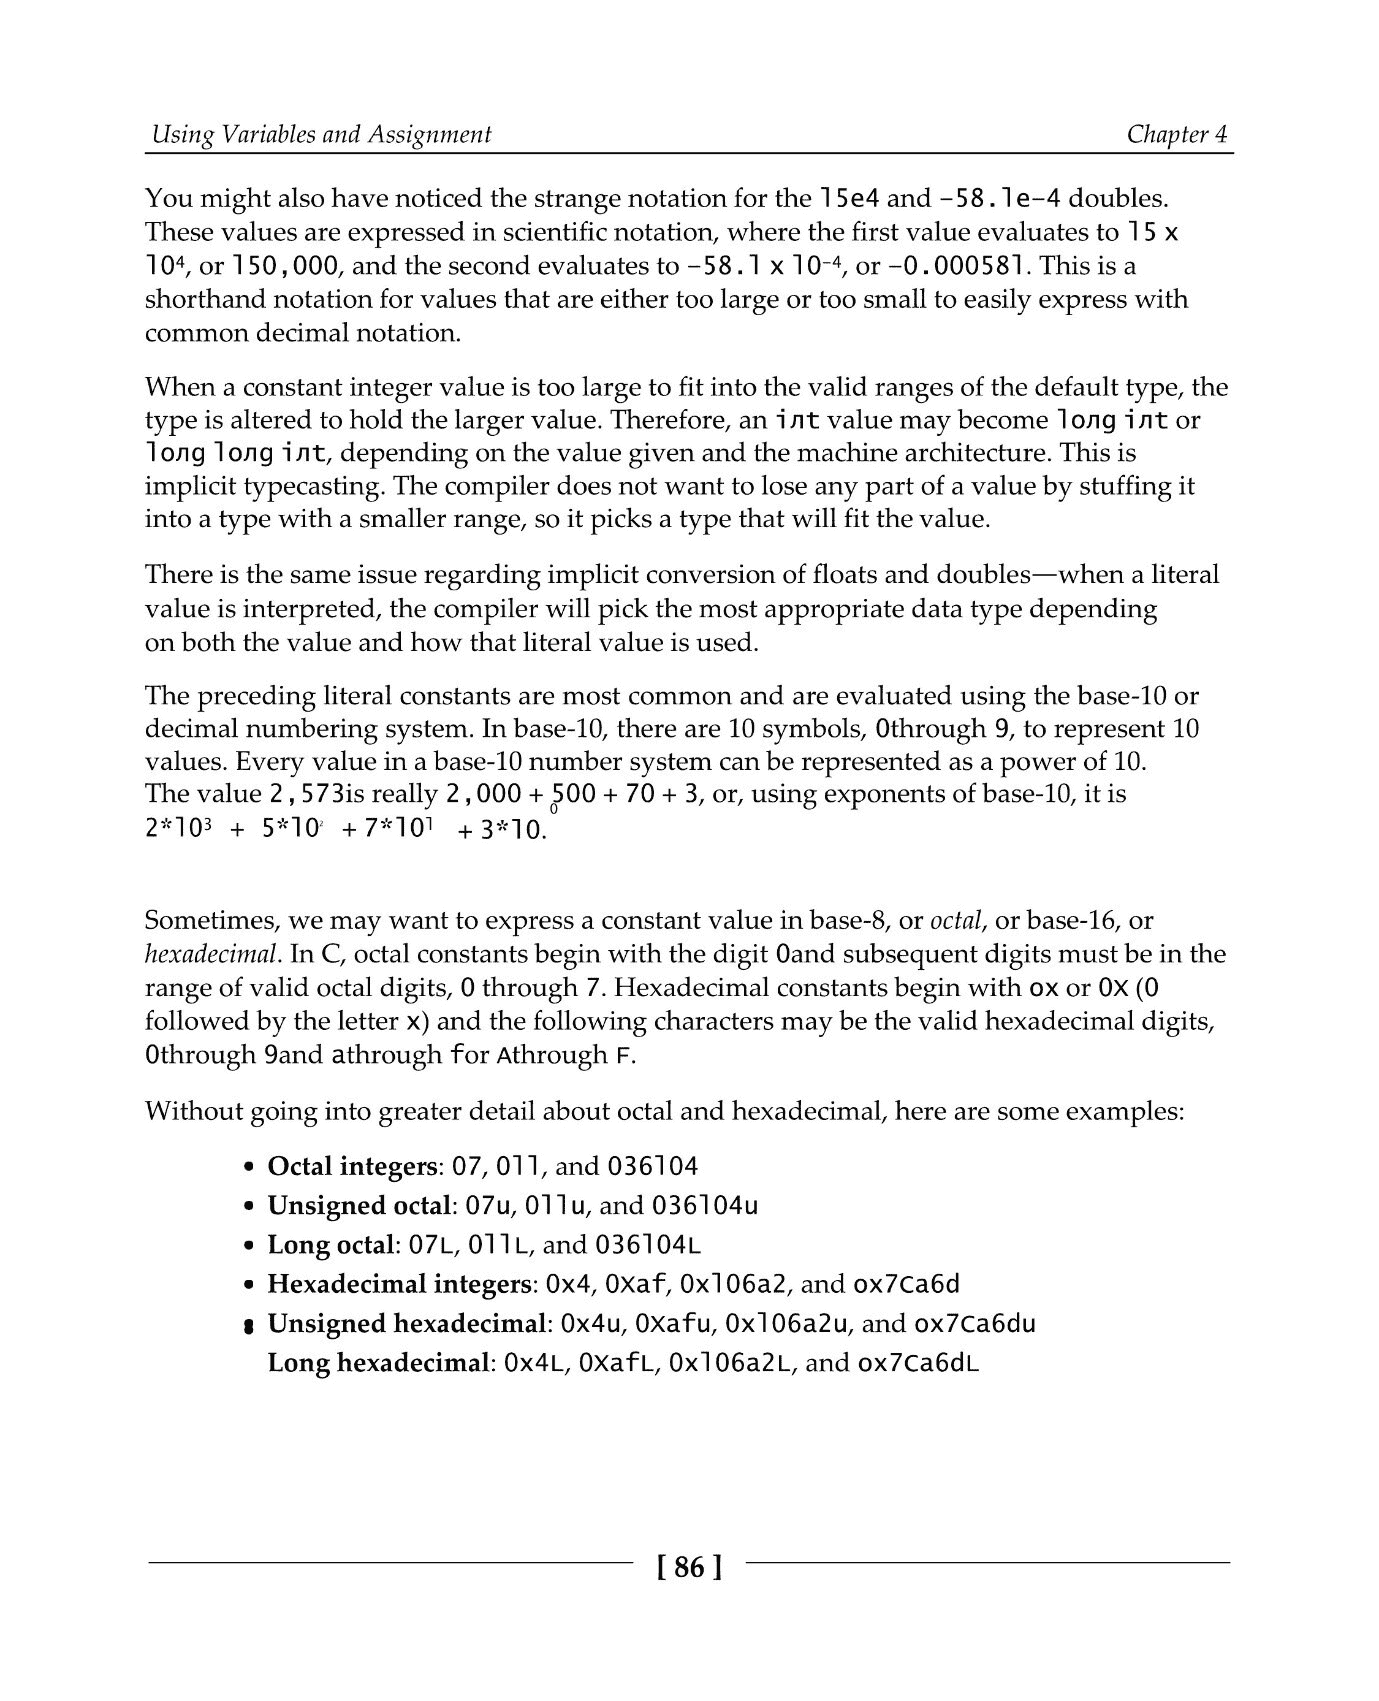 Using Variables and Assignment Chapter 4
You might also have noticed the strange notation for the 15e4 and -58.1e-4 doubles.
These values are expressed in scientific notation, where the first value evaluates to 15 x
10⁴, or 150,000, and the second evaluates to -58.1 x 10⁻⁴, or -0.000581. This is a
shorthand notation for values that are either too large or too small to easily express with
common decimal notation.
When a constant integer value is too large to fit into the valid ranges of the default type, the
type is altered to hold the larger value. Therefore, an int value may become long int or
long long int, depending on the value given and the machine architecture. This is
implicit typecasting. The compiler does not want to lose any part of a value by stuffing it
into a type with a smaller range, so it picks a type that will fit the value.
There is the same issue regarding implicit conversion of floats and doubles—when a literal
value is interpreted, the compiler will pick the most appropriate data type depending
on both the value and how that literal value is used.
The preceding literal constants are most common and are evaluated using the base-10 or
decimal numbering system. In base-10, there are 10 symbols, 0through 9, to represent 10
values. Every value in a base-10 number system can be represented as a power of 10.
The value 2,573is really 2,000 + 500 + 70 + 3, or, using exponents of base-10, it is
2*10³ + 5*10² + 7*10¹ + 3*10.⁰
Sometimes, we may want to express a constant value in base-8, or octal, or base-16, or
hexadecimal. In C, octal constants begin with the digit 0and subsequent digits must be in the
range of valid octal digits, 0 through 7. Hexadecimal constants begin with ox or 0X (0
followed by the letter x) and the following characters may be the valid hexadecimal digits,
0through 9and athrough for Athrough F.
Without going into greater detail about octal and hexadecimal, here are some examples:
• Octal integers: 07, 011, and 036104
• Unsigned octal: 07u, 011u, and 036104u
• Long octal: 07L, 011L, and 036104L
• Hexadecimal integers: 0x4, 0Xaf, 0x106a2, and ox7Ca6d
• Unsigned hexadecimal: 0x4u, 0Xafu, 0x106a2u, and ox7Ca6du
Long hexadecimal: 0x4L, 0XafL, 0x106a2L, and ox7Ca6dL
[ 86 ]